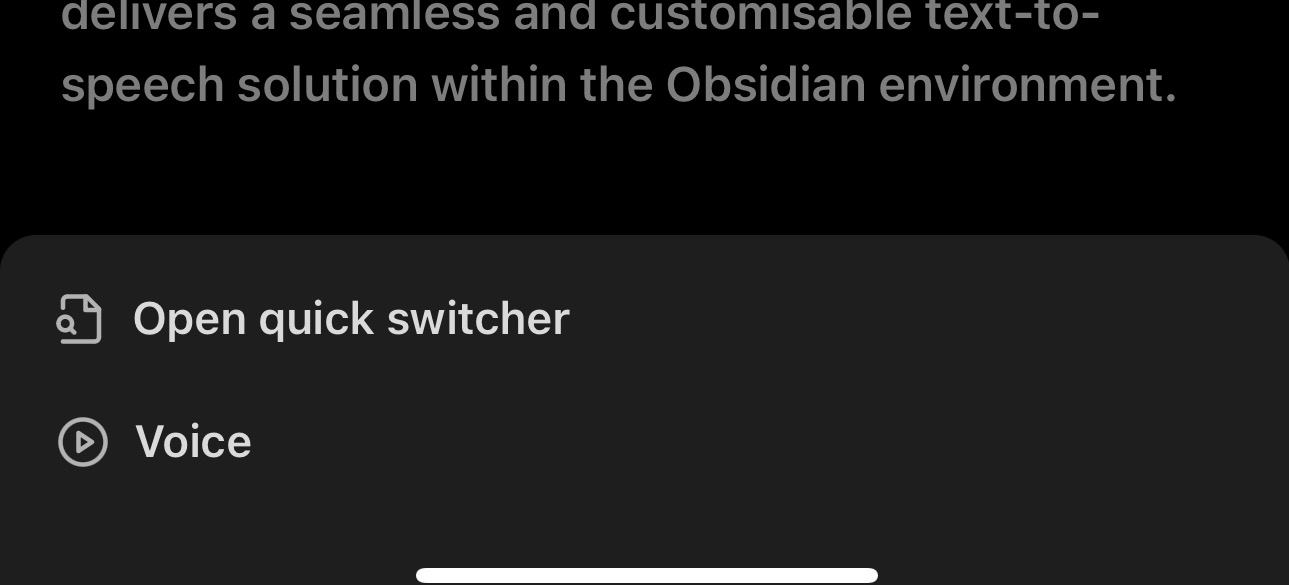 delivers a seamless and customisable text-to-
speech solution within the Obsidian environment.
Open quick switcher
Voice